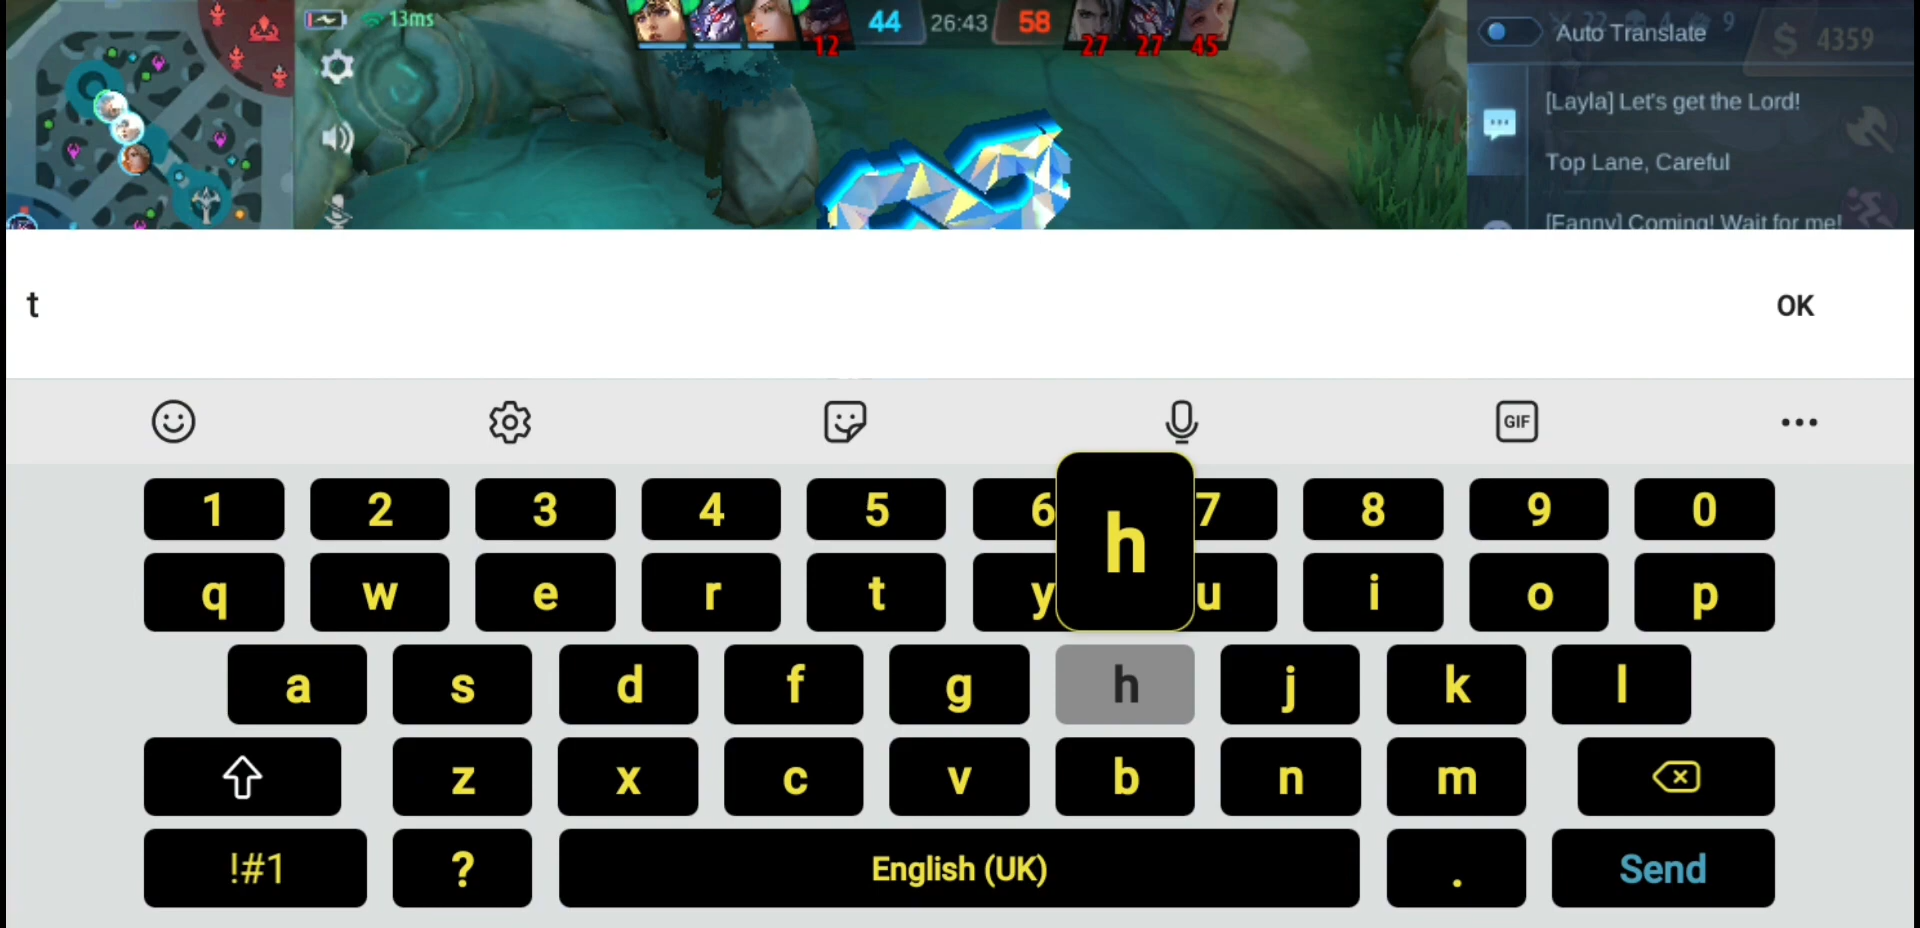 13ms
12
44
26:43
58
27
27
45
Auto Translate
9
4359
[Layla] Let's get the Lord!
Top Lane, Careful
[Fanny] Coming! Wait for me!
t
OK
GIF
1 2 3 4 5 6 7 8 9 0
h
q w e r t y u i o p
a s d f g h j k l
z x c v b n m
!#1 ? English (UK) . Send